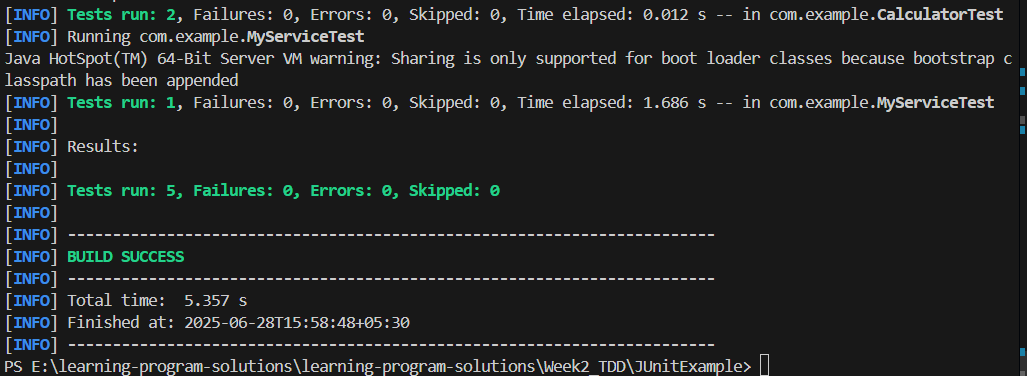 [INFO] Tests run: 2, Failures: 0, Errors: 0, Skipped: 0, Time elapsed: 0.012 s -- in com.example.CalculatorTest
[INFO] Running com.example.MyServiceTest
Java HotSpot(TM) 64-Bit Server VM warning: Sharing is only supported for boot loader classes because bootstrap c
lasspath has been appended
[INFO] Tests run: 1, Failures: 0, Errors: 0, Skipped: 0, Time elapsed: 1.686 s -- in com.example.MyServiceTest
[INFO]
[INFO] Results:
[INFO]
[INFO] Tests run: 5, Failures: 0, Errors: 0, Skipped: 0
[INFO]
[INFO] ------------------------------------------------------------------------
[INFO] BUILD SUCCESS
[INFO] ------------------------------------------------------------------------
[INFO] Total time:  5.357 s
[INFO] Finished at: 2025-06-28T15:58:48+05:30
[INFO] ------------------------------------------------------------------------
PS E:\learning-program-solutions\learning-program-solutions\Week2_TDD\JUnitExample>